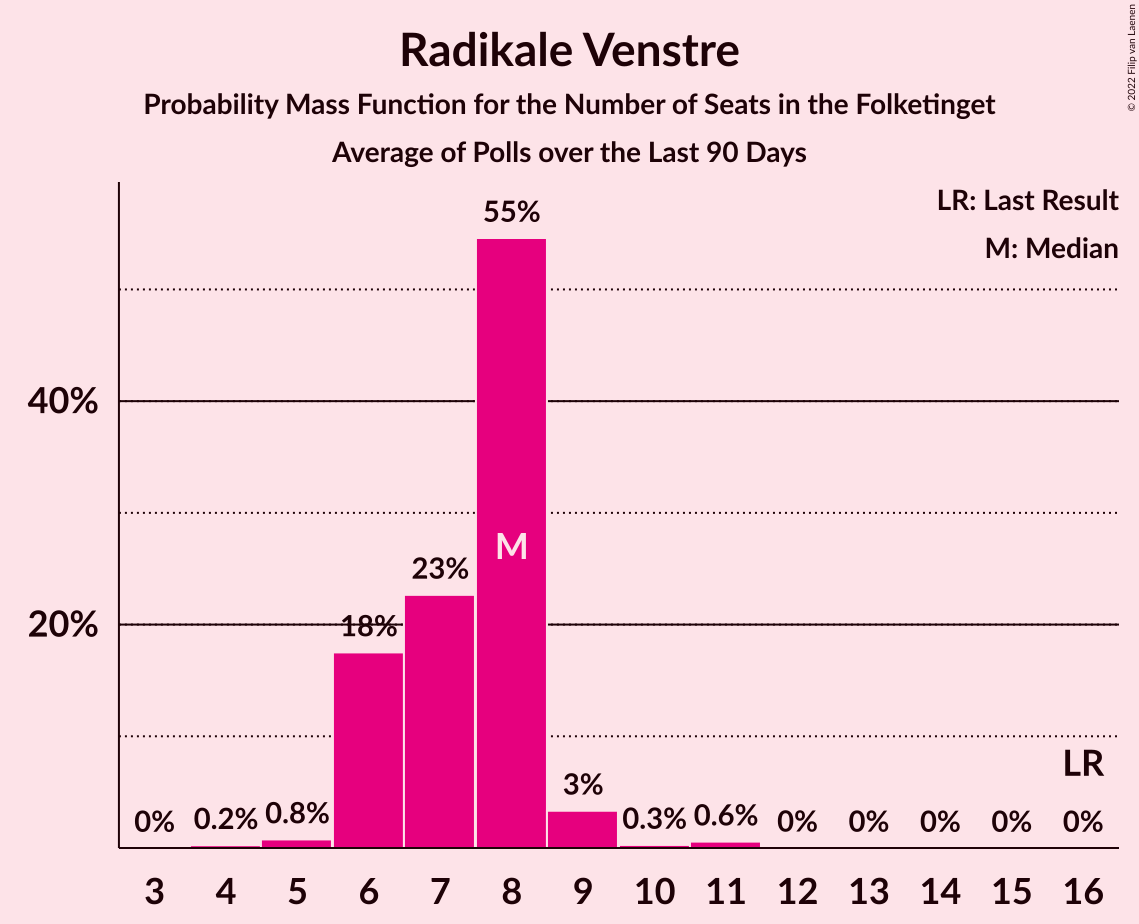 Radikale Venstre
Probability Mass Function for the Number of Seats in the Folketinget
Average of Polls over the Last 90 Days
© 2022 Filip van Laenen
LR: Last Result
M: Median
55%
40%
M
23%
20%
18%
LR
3%
0% 0.2% 0.8% 0.3% 0.6% 0% 0% 0% 0% 0%
3 4 5 6 7 8 9 10 11 12 13 14 15 16